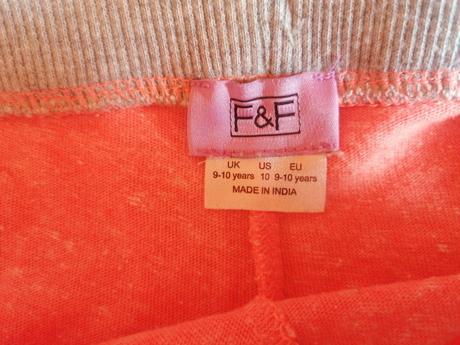 F&F
UK US EU
9-10 years 10 9-10 years
MADE IN INDIA